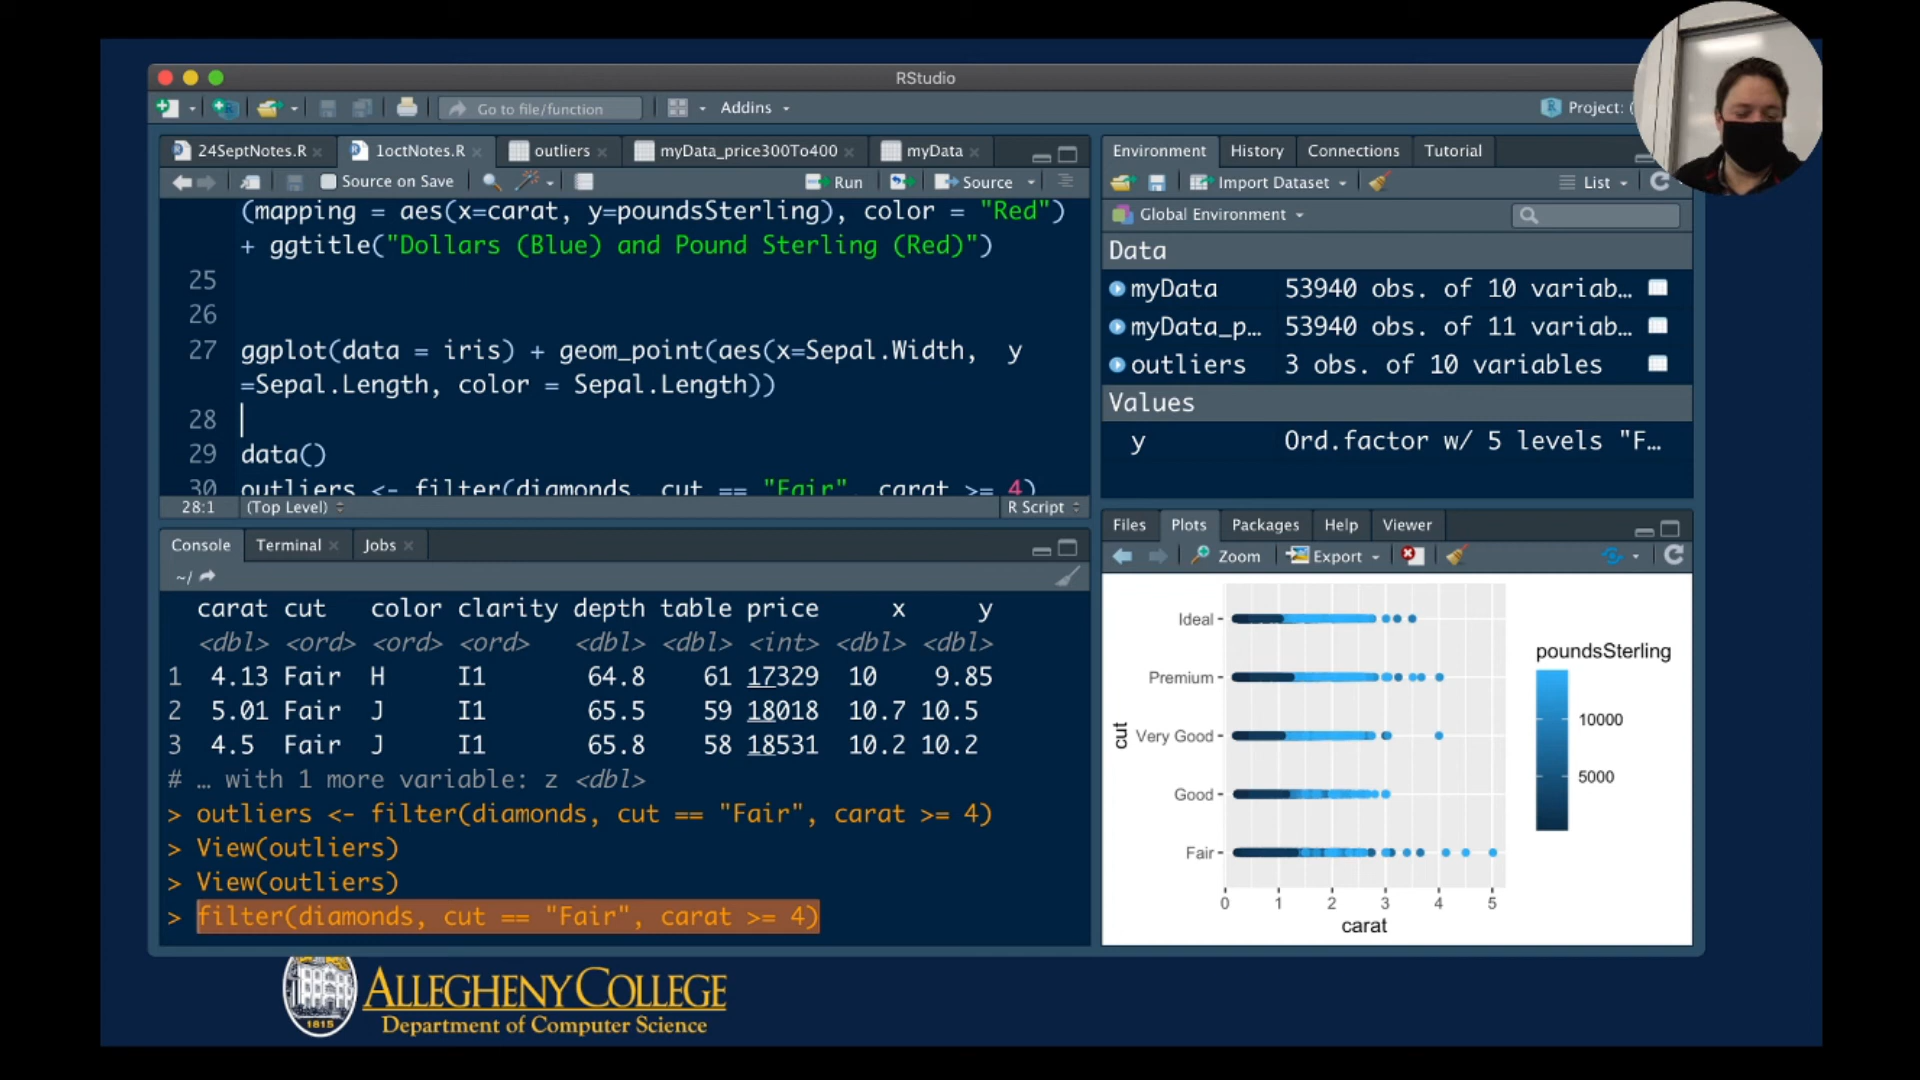 RStudio
Go to file/function
Addins
Project: (
24SeptNotes.R
1octNotes.R
outliers
myData_price300To400
myData
Source on Save
Run
Source
(mapping = aes(x=carat, y=poundsSterling), color = "Red")
+ ggtitle("Dollars (Blue) and Pound Sterling (Red)")
25
26
27 ggplot(data = iris) + geom_point(aes(x=Sepal.Width, y
=Sepal.Length, color = Sepal.Length))
28
29 data()
30 outliers <- filter(diamonds, cut == "Fair", carat >= 4)
28:1 (Top Level) R Script
Console Terminal Jobs
~/
carat cut color clarity depth table price x y
<dbl> <ord> <ord> <ord> <dbl> <dbl> <int> <dbl> <dbl>
1 4.13 Fair H I1 64.8 61 17329 10 9.85
2 5.01 Fair J I1 65.5 59 18018 10.7 10.5
3 4.5 Fair J I1 65.8 58 18531 10.2 10.2
# … with 1 more variable: z <dbl>
> outliers <- filter(diamonds, cut == "Fair", carat >= 4)
> View(outliers)
> View(outliers)
> filter(diamonds, cut == "Fair", carat >= 4)
Environment History Connections Tutorial
Import Dataset List
Global Environment
Data
myData 53940 obs. of 10 variab…
myData_p… 53940 obs. of 11 variab…
outliers 3 obs. of 10 variables
Values
y Ord.factor w/ 5 levels "F…
Files Plots Packages Help Viewer
Zoom Export
Ideal
Premium
Very Good
Good
Fair
cut
0 1 2 3 4 5
carat
poundsSterling
10000
5000
1815
ALLEGHENY COLLEGE
Department of Computer Science